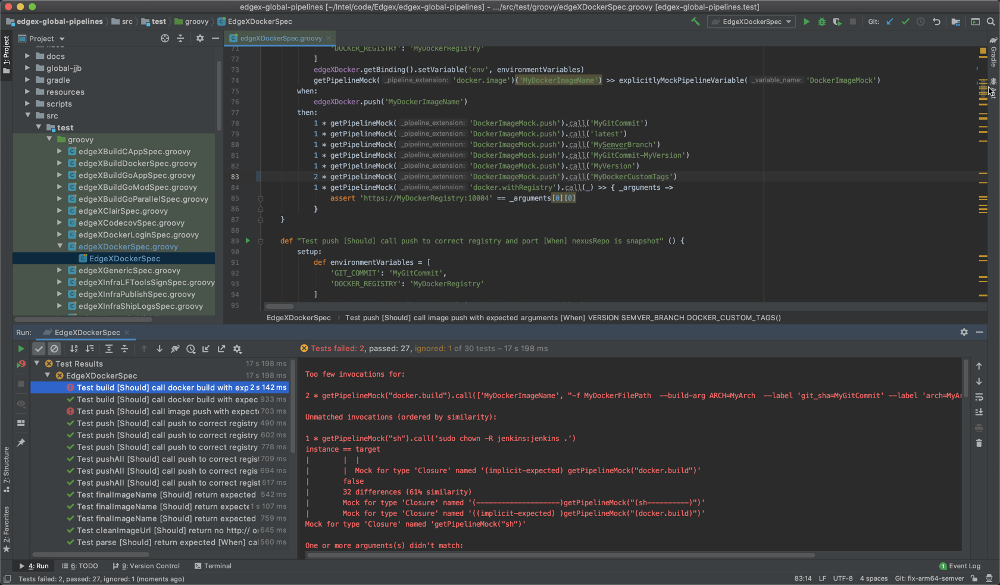 edgex-global-pipelines [~/Intel/code/Edgex/edgex-global-pipelines] - .../src/test/groovy/edgeXDockerSpec.groovy [edgex-global-pipelines.test]
edgex-global-pipelines src test groovy EdgeXDockerSpec
EdgeXDockerSpec Git:
1: Project
Project
docs
global-jjb
gradle
resources
scripts
src
test
groovy
edgeXBuildCAppSpec.groovy
edgeXBuildDockerSpec.groovy
edgeXBuildGoAppSpec.groovy
edgeXBuildGoModSpec.groovy
edgeXBuildGoParallelSpec.groovy
edgeXClairSpec.groovy
edgeXCodecovSpec.groovy
edgeXDockerLoginSpec.groovy
edgeXDockerSpec.groovy
EdgeXDockerSpec
edgeXGenericSpec.groovy
edgeXInfraLFToolsSignSpec.groovy
edgeXInfraPublishSpec.groovy
edgeXInfraShipLogsSpec.groovy
edgeXDockerSpec.groovy
71 'DOCKER_REGISTRY': 'MyDockerRegistry'
72 ]
73 edgeXDocker.getBinding().setVariable('env', environmentVariables)
74 getPipelineMock( _pipeline_extension: 'docker.image')('MyDockerImageName') >> explicitlyMockPipelineVariable( _variable_name: 'DockerImageMock')
75 when:
76 edgeXDocker.push('MyDockerImageName')
77 then:
78 1 * getPipelineMock( _pipeline_extension: 'DockerImageMock.push').call('MyGitCommit')
79 1 * getPipelineMock( _pipeline_extension: 'DockerImageMock.push').call('latest')
80 1 * getPipelineMock( _pipeline_extension: 'DockerImageMock.push').call('MySemverBranch')
81 1 * getPipelineMock( _pipeline_extension: 'DockerImageMock.push').call('MyGitCommit-MyVersion')
82 1 * getPipelineMock( _pipeline_extension: 'DockerImageMock.push').call('MyVersion')
83 2 * getPipelineMock( _pipeline_extension: 'DockerImageMock.push').call('MyDockerCustomTags')
84 1 * getPipelineMock( _pipeline_extension: 'docker.withRegistry').call(_) >> { _arguments ->
85 assert 'https://MyDockerRegistry:10004' == _arguments[0][0]
86 }
87 }
88
89 def "Test push [Should] call push to correct registry and port [When] nexusRepo is snapshot" () {
90 setup:
91 def environmentVariables = [
92 'GIT_COMMIT': 'MyGitCommit',
93 'DOCKER_REGISTRY': 'MyDockerRegistry'
94 ]
95
EdgeXDockerSpec › Test push [Should] call image push with expected arguments [When] VERSION SEMVER_BRANCH DOCKER_CUSTOM_TAGS()
Gradle
Run: EdgeXDockerSpec
Tests failed: 2, passed: 27, ignored: 1 of 30 tests – 17 s 198 ms
Test Results 17 s 198 ms
EdgeXDockerSpec 17 s 198 ms
Test build [Should] call docker build with exp 2 s 142 ms
Test build [Should] call docker build with expec 933 ms
Test push [Should] call image push with expect 703 ms
Test push [Should] call push to correct registry 490 ms
Test push [Should] call push to correct registry 602 ms
Test push [Should] call push to correct registry 778 ms
Test pushAll [Should] call push to correct regis 709 ms
Test pushAll [Should] call push to correct regis 694 ms
Test pushAll [Should] call push to correct regist 517 ms
Test finalImageName [Should] return expected 542 ms
Test finalImageName [Should] return expecte 1 s 107 ms
Test finalImageName [Should] return expected 759 ms
Test cleanImageUrl [Should] return no http:// or 645 ms
Test parse [Should] return expected [When] cal 560 ms
Too few invocations for:
2 * getPipelineMock("docker.build").call(['MyDockerImageName', "-f MyDockerFilePath  --build-arg ARCH=MyArch  --label 'git_sha=MyGitCommit' --label 'arch=MyAr
Unmatched invocations (ordered by similarity):
1 * getPipelineMock("sh").call('sudo chown -R jenkins:jenkins .')
instance == target
|        |  |
|        |  Mock for type 'Closure' named '(implicit-expected) getPipelineMock("docker.build")'
|        false
|        32 differences (61% similarity)
|        Mock for type 'Closure' named '(--------------------)getPipelineMock("(sh----------)")'
|        Mock for type 'Closure' named '((implicit-expected) )getPipelineMock("(docker.build)")'
Mock for type 'Closure' named 'getPipelineMock("sh")'
One or more arguments(s) didn't match:
Z: Structure
2: Favorites
4: Run 6: TODO 9: Version Control Terminal 1 Event Log
Tests failed: 2, passed: 27, ignored: 1 (moments ago) 83:14 LF UTF-8 4 spaces Git: fix-arm64-semver